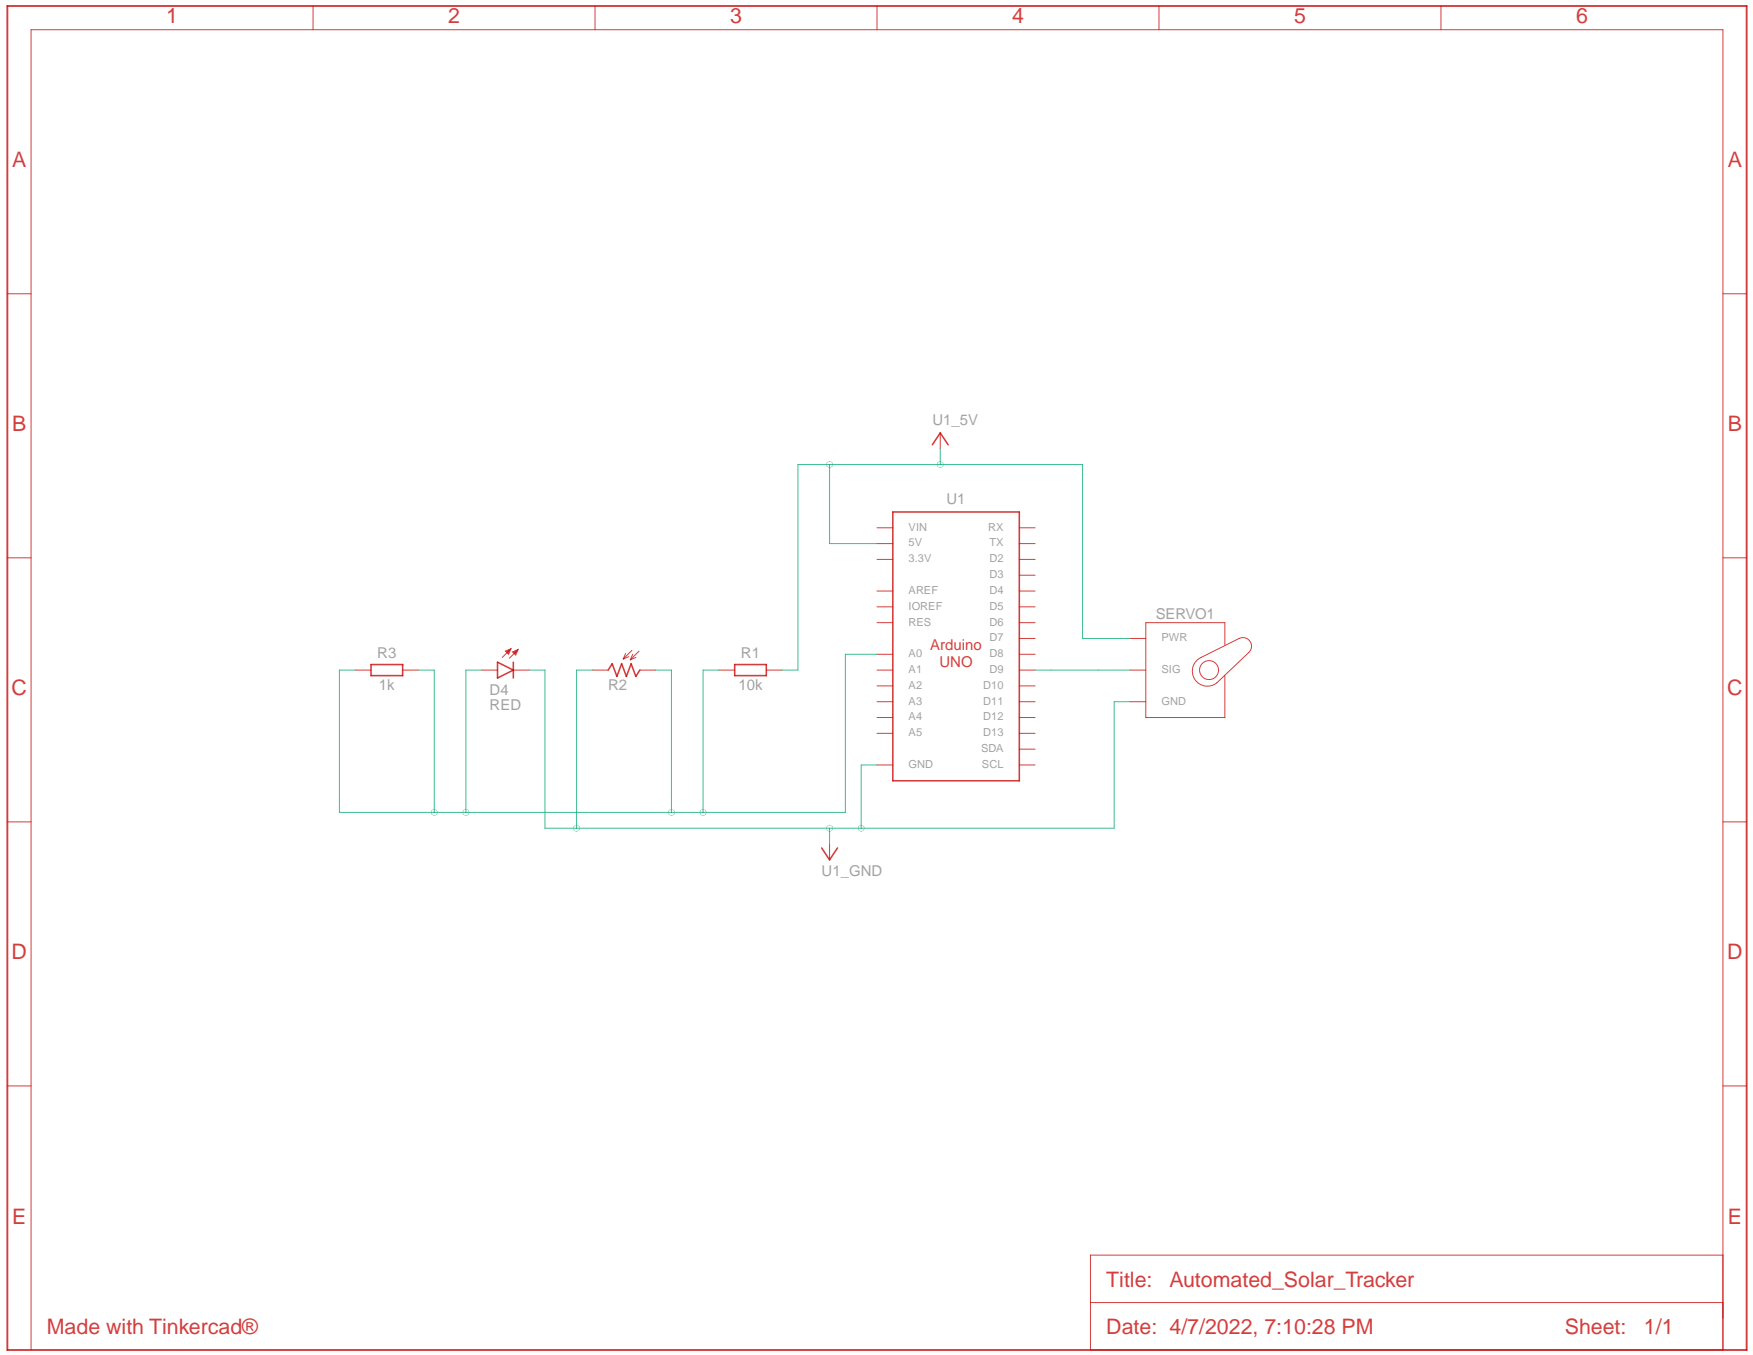 1 2 3 4 5 6
A A
B B
U1_5V
U1
VIN RX
5V TX
3.3V D2
D3
AREF D4
IOREF D5
RES D6
D7
A0 D8
A1 D9
A2 D10
A3 D11
A4 D12
A5 D13
SDA
GND SCL
Arduino
UNO
SERVO1
PWR
SIG
GND
R3
1k
D4
RED
R2
R1
10k
C C
U1_GND
D D
E E
Title: Automated_Solar_Tracker
Date: 4/7/2022, 7:10:28 PM Sheet: 1/1
Made with Tinkercad®